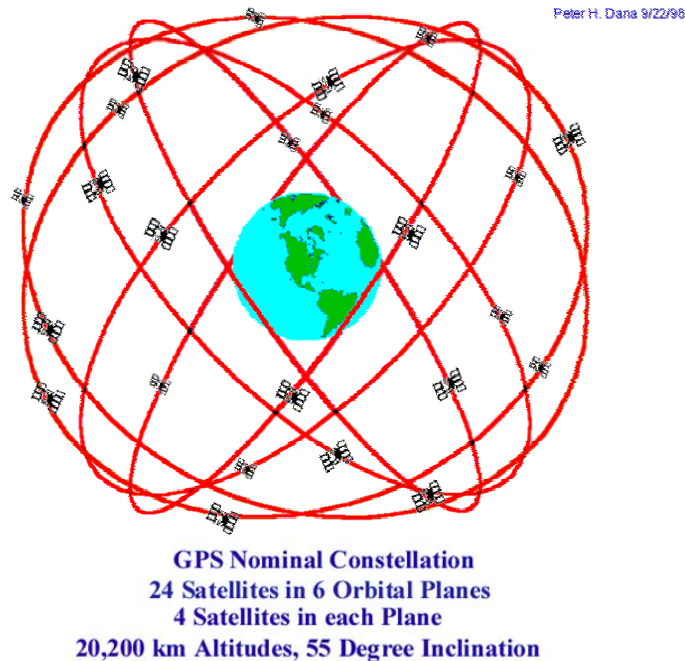 Peter H. Dana 9/22/98
GPS Nominal Constellation
24 Satellites in 6 Orbital Planes
4 Satellites in each Plane
20,200 km Altitudes, 55 Degree Inclination